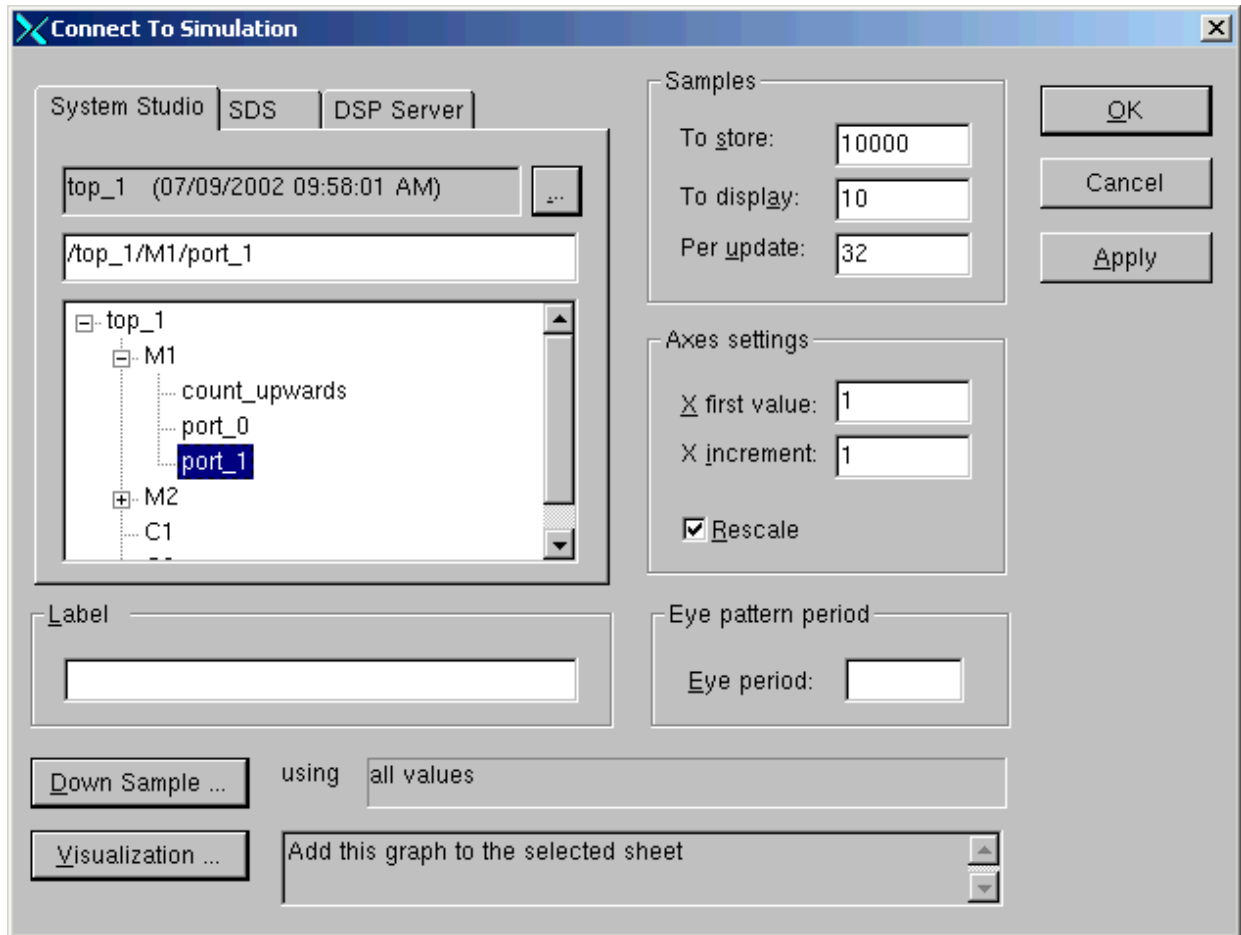 Connect To Simulation
System Studio
SDS
DSP Server
top_1 (07/09/2002 09:58:01 AM)
...
/top_1/M1/port_1
top_1
M1
count_upwards
port_0
port_1
M2
C1
Label
Samples
To store: 10000
To display: 10
Per update: 32
Axes settings
X first value: 1
X increment: 1
Rescale
Eye pattern period
Eye period:
OK
Cancel
Apply
Down Sample ... using all values
Visualization ... Add this graph to the selected sheet